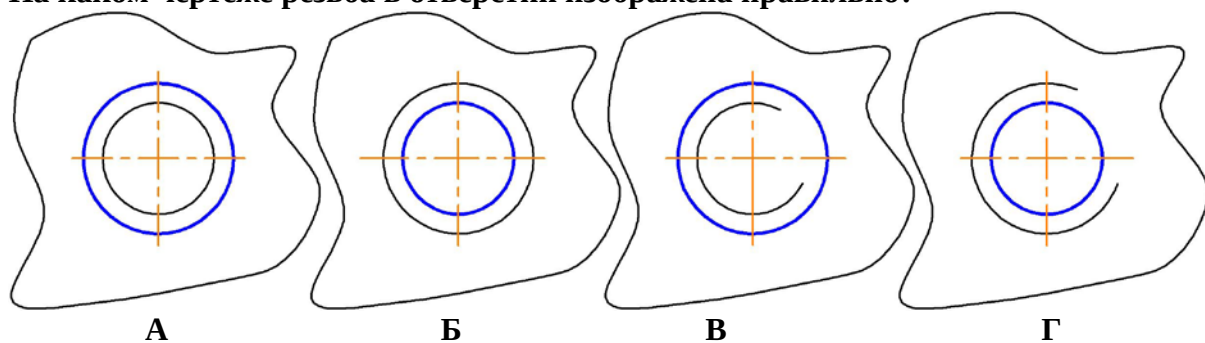 На каком чертеже резьба в отверстии изображена правильно?
А Б В Г